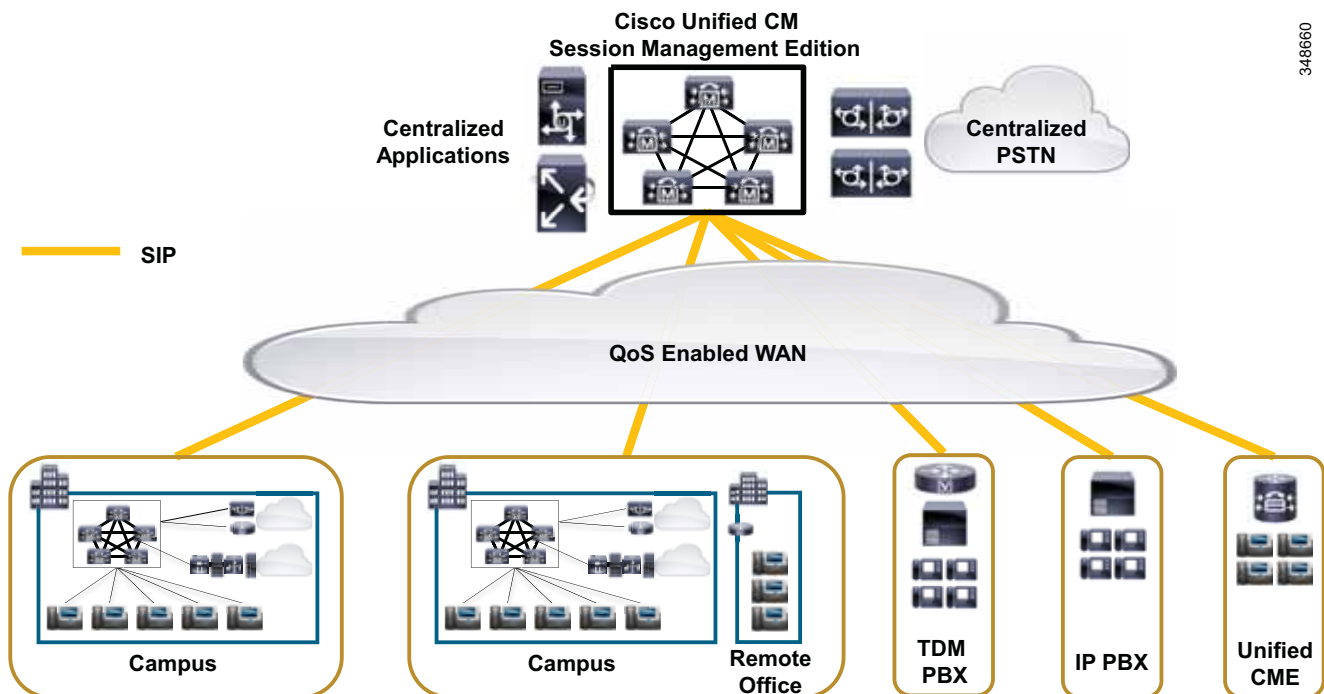 Cisco Unified CM
Session Management Edition
348660
Centralized
Applications
Centralized
PSTN
SIP
QoS Enabled WAN
Campus
Campus
Remote
Office
TDM
PBX
IP PBX
Unified
CME